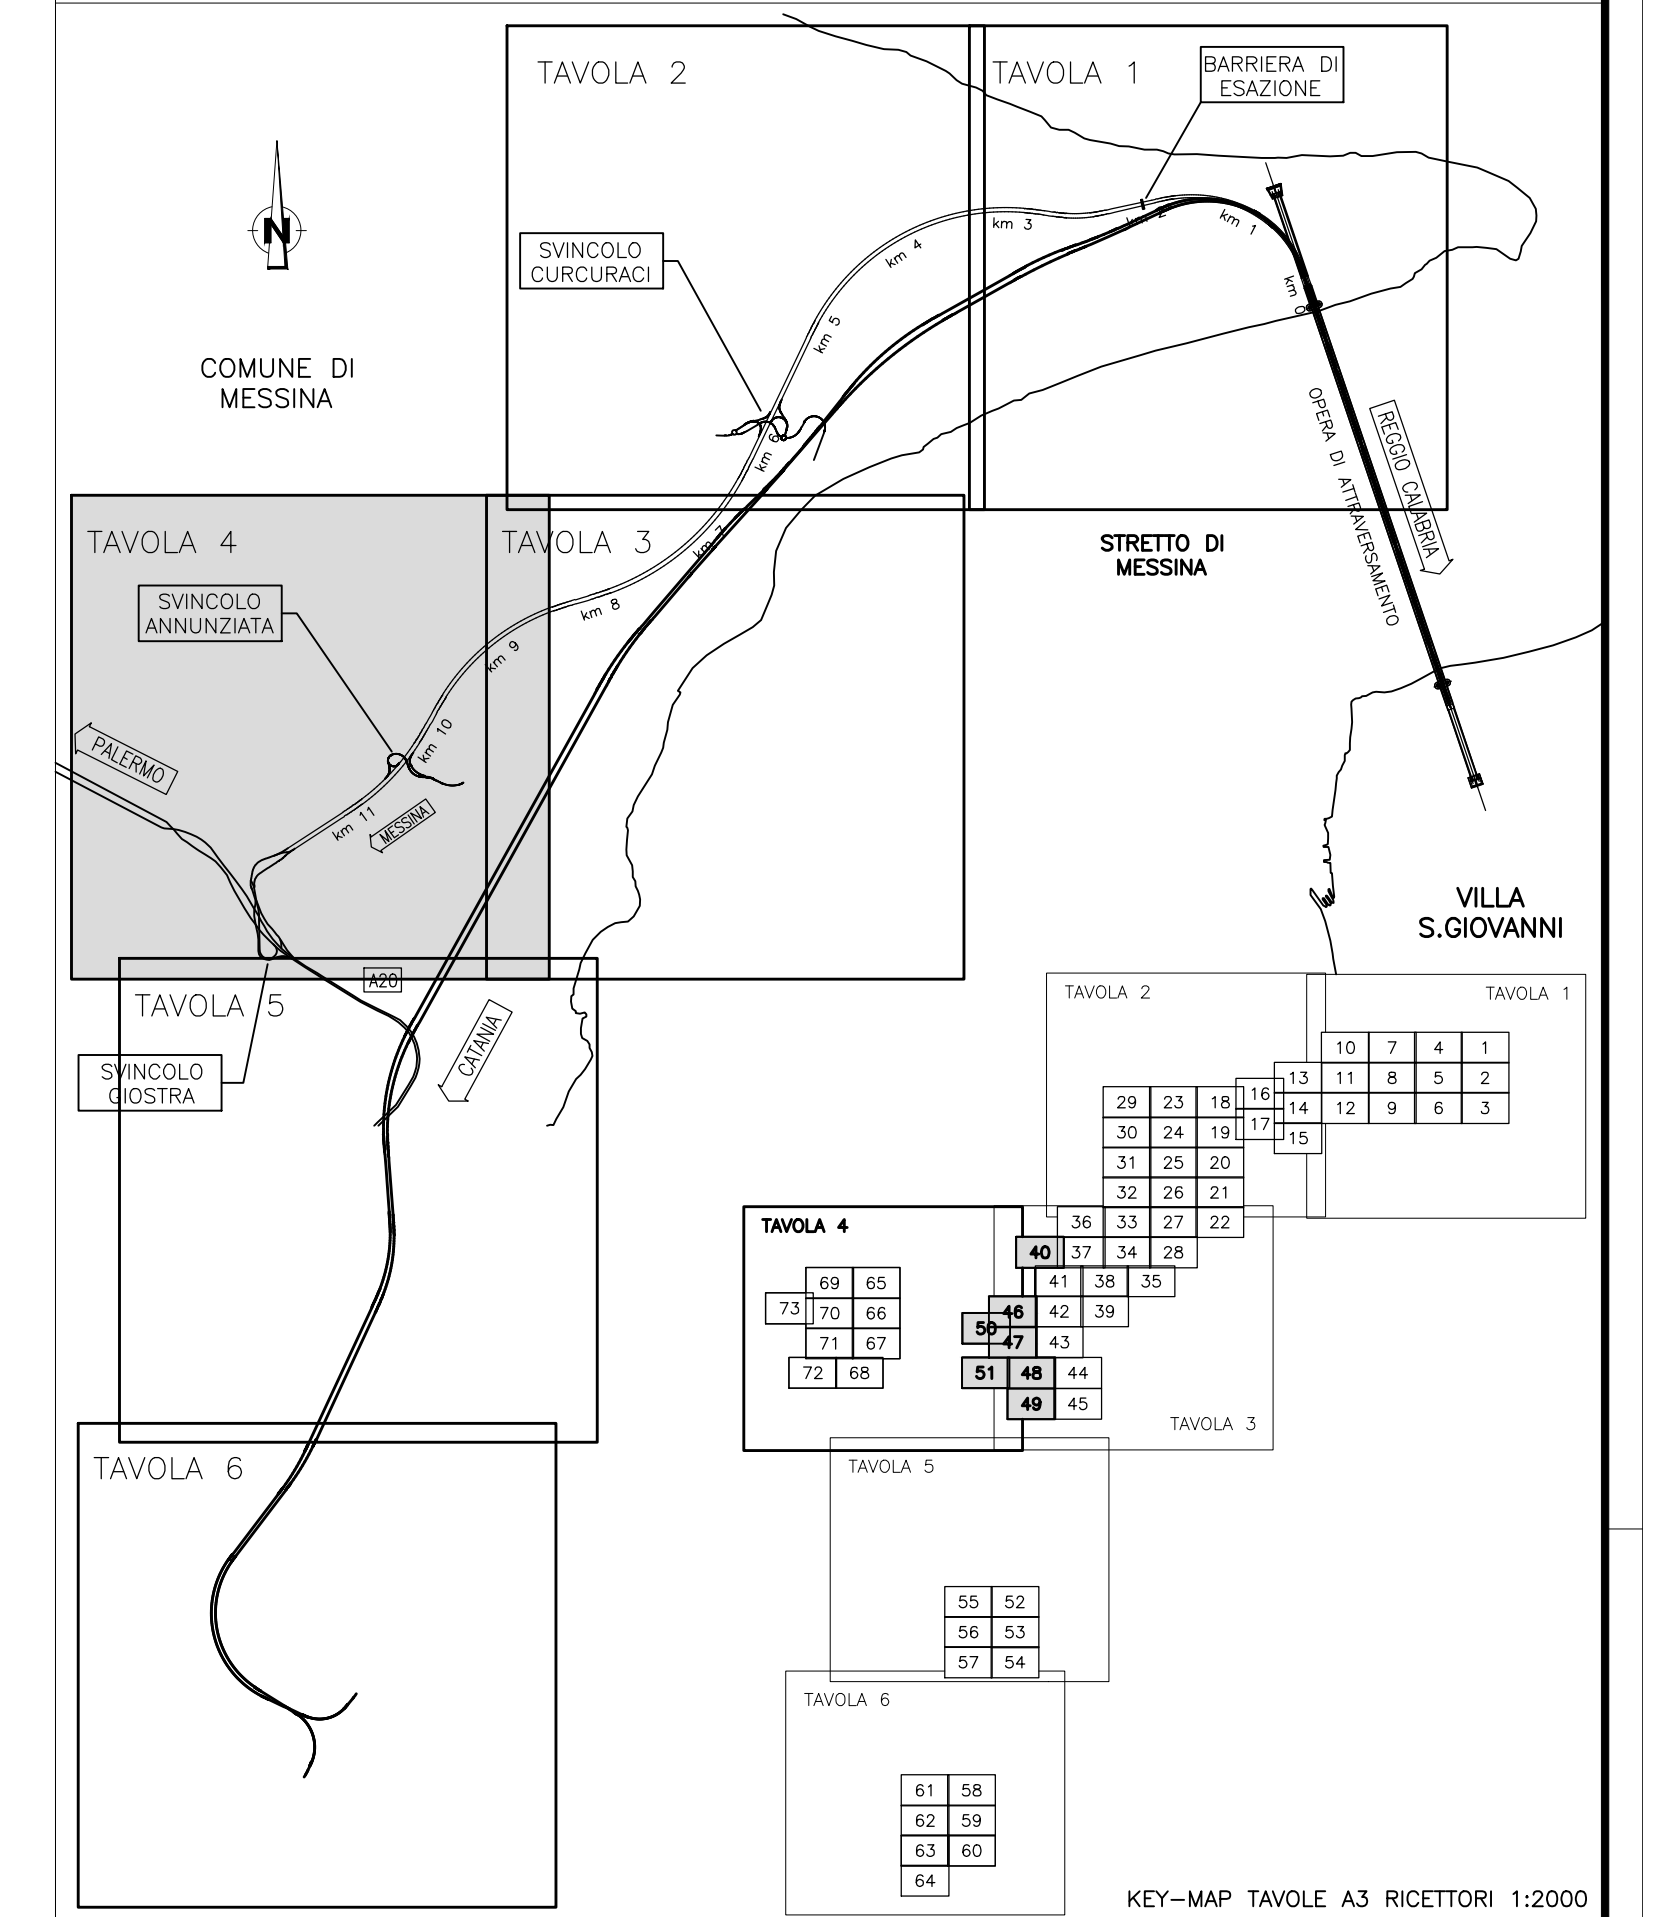 TAVOLA 2
TAVOLA 1
BARRIERA DI
ESAZIONE
N
SVINCOLO
CURCURACI
COMUNE DI
MESSINA
km 0
km 1
km 2
km 3
km 4
km 5
km 6
km 7
km 8
km 9
km 10
km 11
OPERA DI ATTRAVERSAMENTO
REGGIO CALABRIA
TAVOLA 4
TAVOLA 3
STRETTO DI
MESSINA
SVINCOLO
ANNUNZIATA
PALERMO
MESSINA
VILLA
S.GIOVANNI
A20
TAVOLA 5
CATANIA
SVINCOLO
GIOSTRA
TAVOLA 6
TAVOLA 2
TAVOLA 1
10 7 4 1
13 11 8 5 2
16 14 12 9 6 3
17 15
29 23 18
30 24 19
31 25 20
32 26 21
36 33 27 22
TAVOLA 4
40 37 34 28
69 65
41 38 35
73 70 66
46 42 39
50
71 67
47 43
72 68
51 48 44
49 45
TAVOLA 3
TAVOLA 5
55 52
56 53
57 54
TAVOLA 6
61 58
62 59
63 60
64
KEY-MAP TAVOLE A3 RICETTORI 1:2000